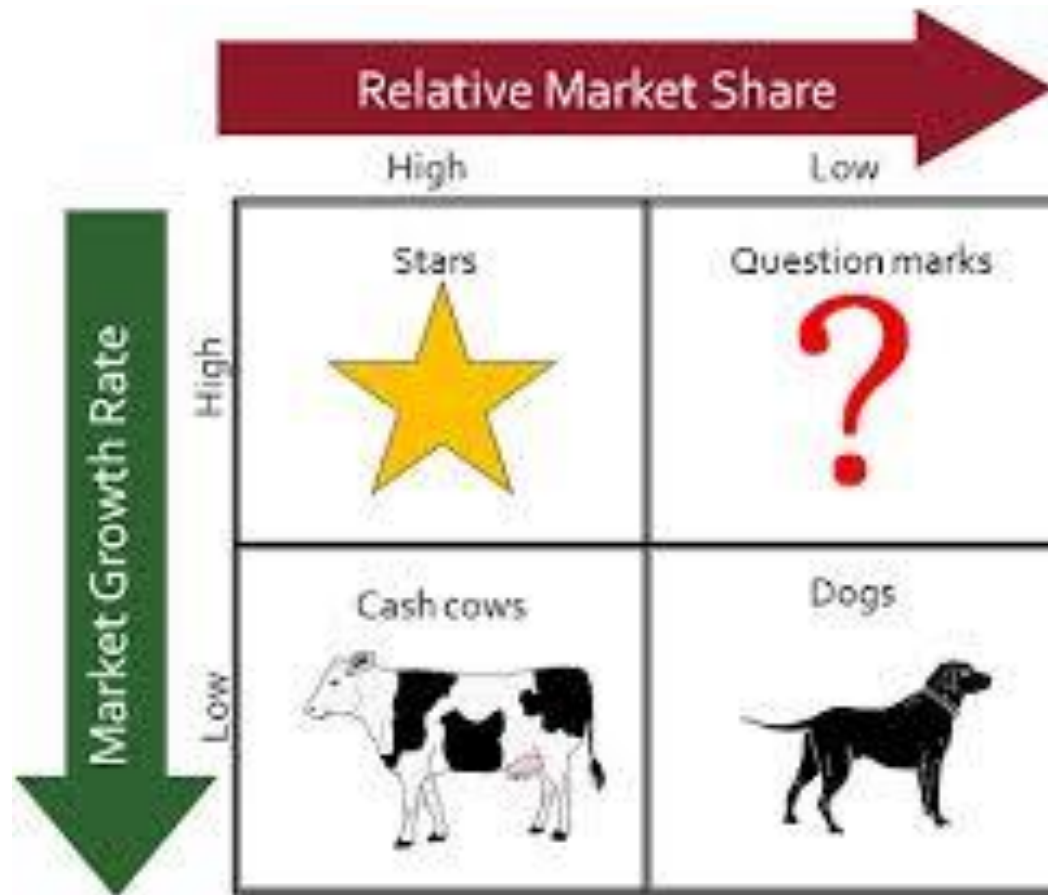 Relative Market Share
High
Low
Market Growth Rate
High
Stars
Question marks
?
Low
Cash cows
Dogs